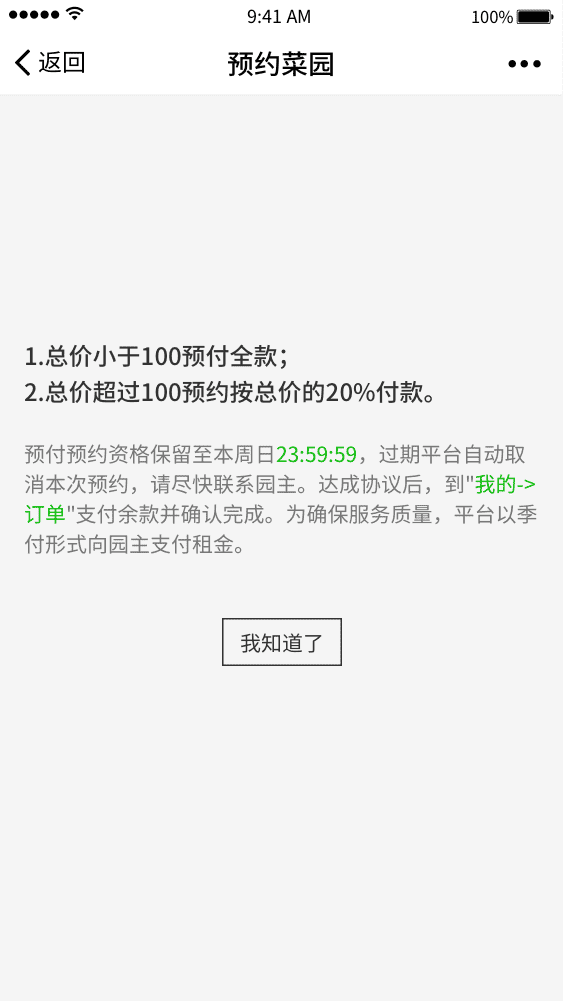 9:41 AM
100%
返回
预约菜园
1.总价小于100预付全款；
2.总价超过100预约按总价的20%付款。
预付预约资格保留至本周日23:59:59，过期平台自动取
消本次预约，请尽快联系园主。达成协议后，到"我的->
订单"支付余款并确认完成。为确保服务质量，平台以季
付形式向园主支付租金。
我知道了